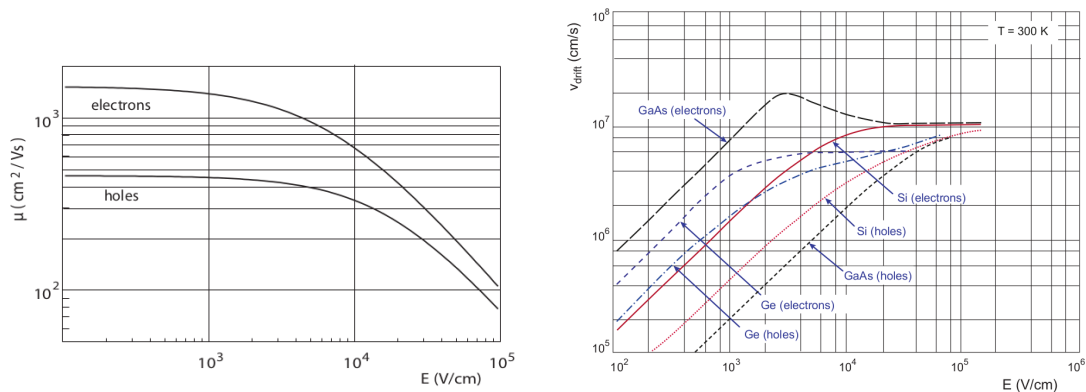 μ ( cm² / Vs)
10³
10²
electrons
holes
10³
10⁴
10⁵
E (V/cm)
v_drift (cm/s)
10⁸
10⁷
10⁶
10⁵
T = 300 K
GaAs (electrons)
Si (electrons)
Si (holes)
GaAs (holes)
Ge (electrons)
Ge (holes)
10²
10³
10⁴
10⁵
10⁶
E (V/cm)